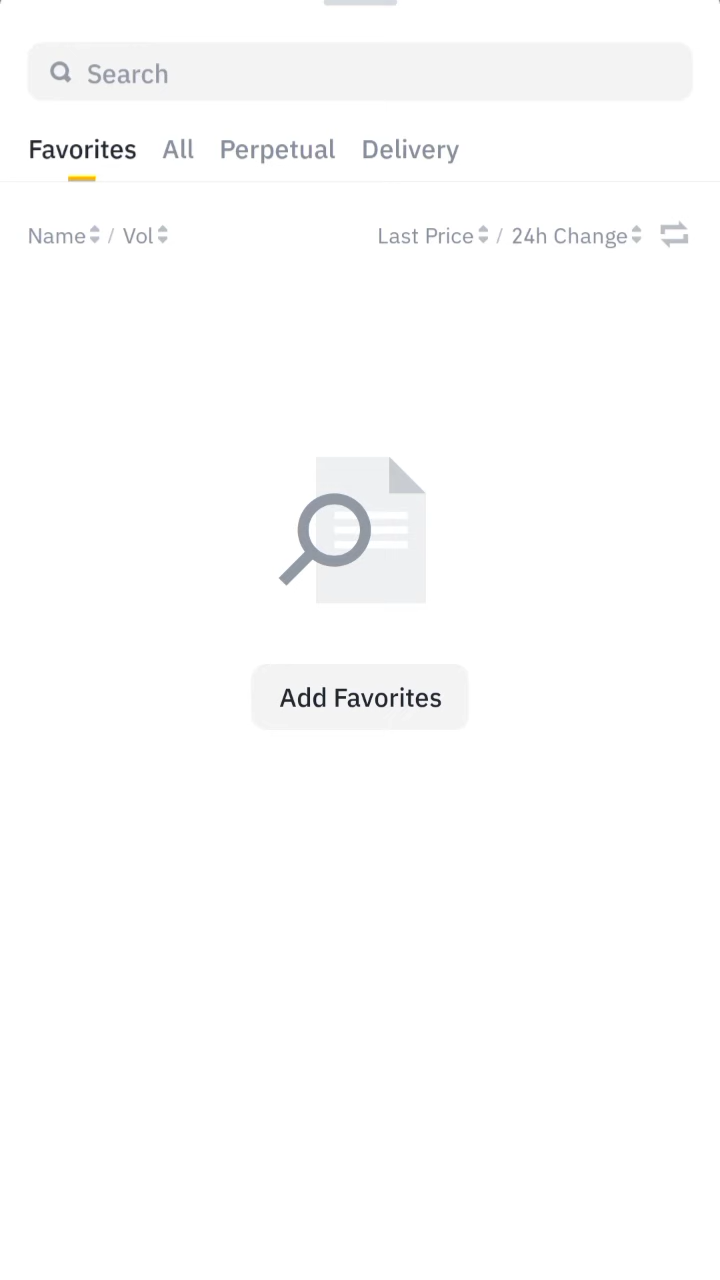 Search
Favorites All Perpetual Delivery
Name / Vol Last Price / 24h Change
Add Favorites